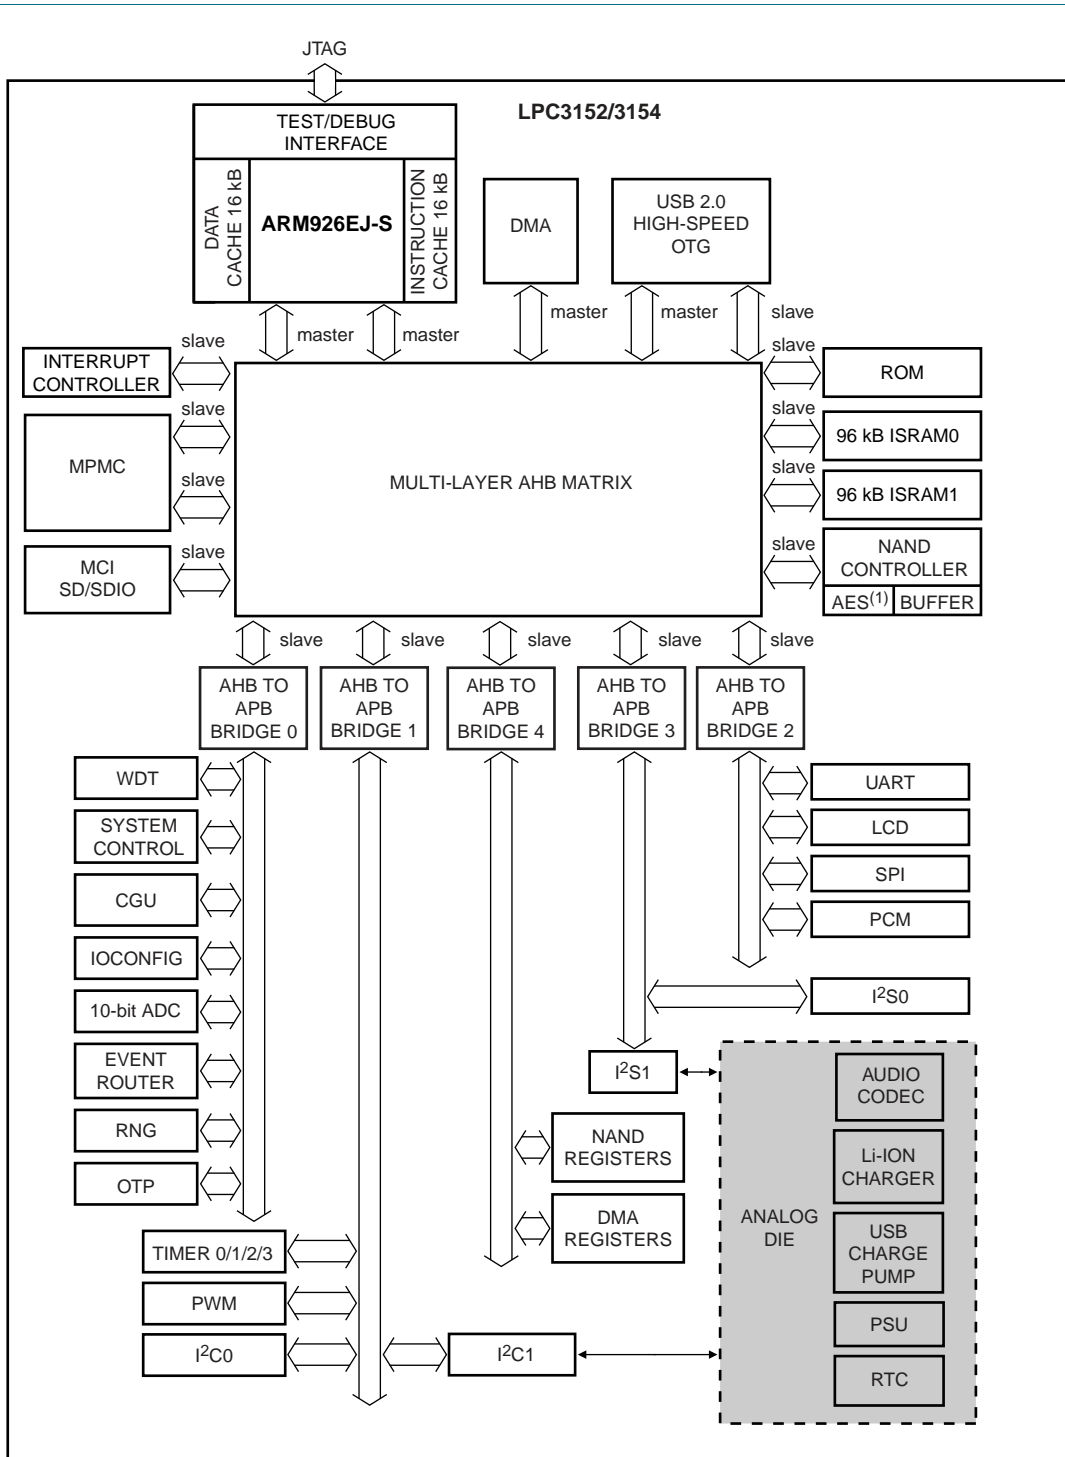 JTAG
LPC3152/3154
TEST/DEBUG
INTERFACE
DATA
CACHE 16 kB
ARM926EJ-S
INSTRUCTION
CACHE 16 kB
DMA
USB 2.0
HIGH-SPEED
OTG
master
master
master
master
slave
slave
INTERRUPT
CONTROLLER
slave
MPMC
slave
slave
MCI
SD/SDIO
MULTI-LAYER AHB MATRIX
slave
ROM
slave
96 kB ISRAM0
slave
96 kB ISRAM1
slave
NAND
CONTROLLER
AES(1)
BUFFER
slave
slave
slave
slave
slave
AHB TO
APB
BRIDGE 0
AHB TO
APB
BRIDGE 1
AHB TO
APB
BRIDGE 4
AHB TO
APB
BRIDGE 3
AHB TO
APB
BRIDGE 2
WDT
SYSTEM
CONTROL
CGU
IOCONFIG
10-bit ADC
EVENT
ROUTER
RNG
OTP
UART
LCD
SPI
PCM
I2S0
I2S1
NAND
REGISTERS
DMA
REGISTERS
TIMER 0/1/2/3
PWM
I2C0
I2C1
ANALOG
DIE
AUDIO
CODEC
Li-ION
CHARGER
USB
CHARGE
PUMP
PSU
RTC